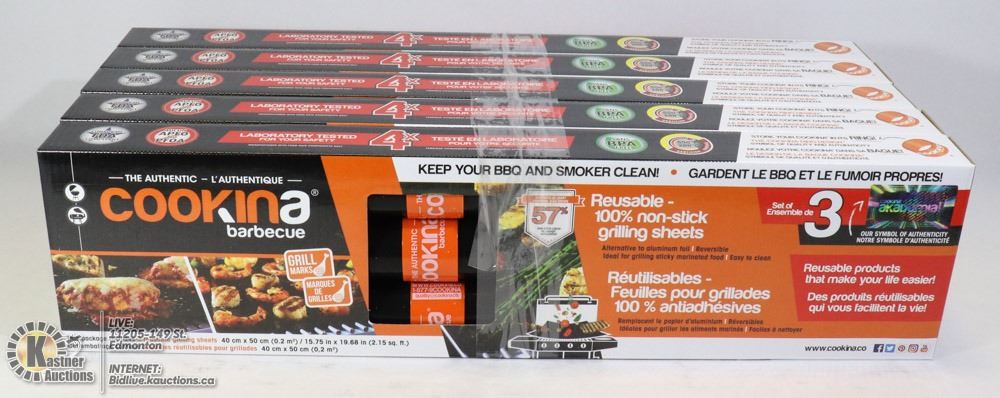 LABORATORY TESTED
FOR YOUR SAFETY
4X
TESTÉ EN LABORATOIRE
POUR VOTRE SÉCURITÉ
BPA
KEEP YOUR BBQ AND SMOKER CLEAN! • GARDENT LE BBQ ET LE FUMOIR PROPRES!
THE AUTHENTIC – L'AUTHENTIQUE
COOKINA®
barbecue
GRILL
MARKS
MARQUES
DE GRILLES
57%
Reusable -
100% non-stick
grilling sheets
Alternative to aluminum foil / Reversible
Ideal for grilling sticky marinated food / Easy to clean
Réutilisables -
Feuilles pour grillades
100 % antiadhésives
Remplacent le papier d'aluminium / Réversibles
Idéales pour griller les aliments marinés / Faciles à nettoyer
Set of
Ensemble de
3
OUR SYMBOL OF AUTHENTICITY
NOTRE SYMBOLE D'AUTHENTICITÉ
Reusable products
that make your life easier!
Des produits réutilisables
qui vous facilitent la vie!
grilling sheets 40 cm x 50 cm (0.2 m²) / 15.75 in x 19.68 in (2.15 sq. ft.)
réutilisables pour grillades 40 cm x 50 cm (0,2 m²)
www.cookina.co
Kastner
Auctions
LIVE:
11205-149 St.
Edmonton
INTERNET:
Bidlive.kauctions.ca